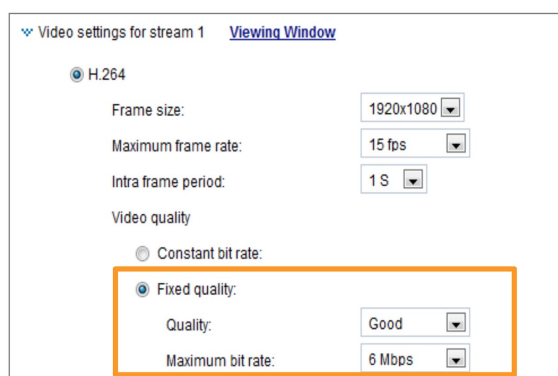 Video settings for stream 1 Viewing Window
H.264
Frame size: 1920x1080
Maximum frame rate: 15 fps
Intra frame period: 1 S
Video quality
Constant bit rate:
Fixed quality:
Quality: Good
Maximum bit rate: 6 Mbps